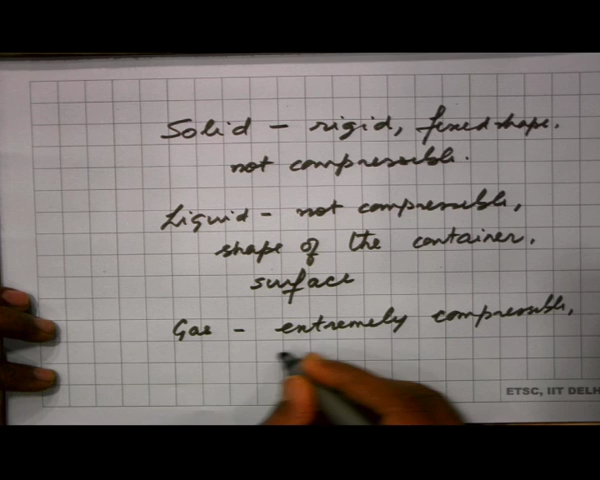 Solid - rigid, fixed shape.
not compressible.
Liquid - not compressible,
shape of the container.
surface
Gas - extremely compressible,
ETSC, IIT DELH